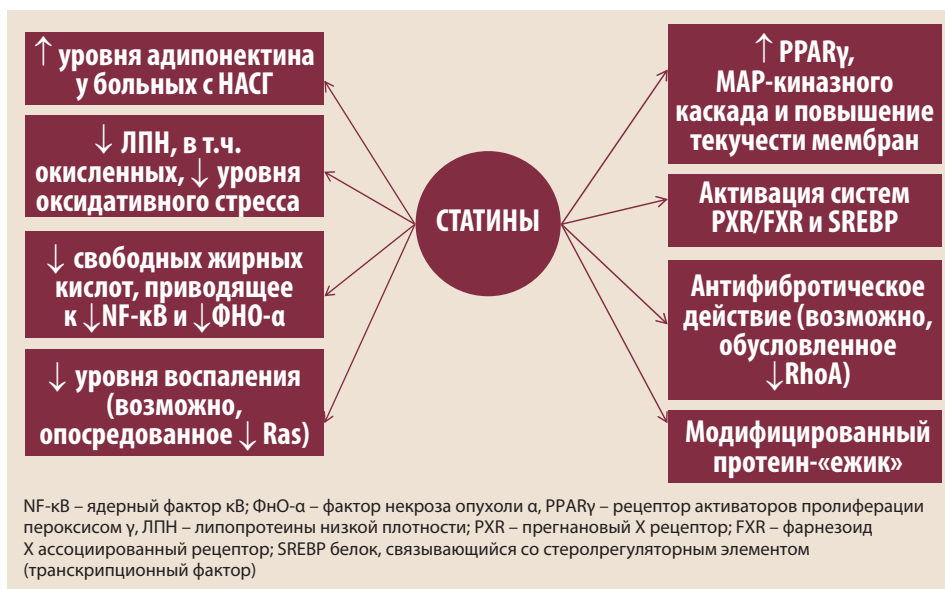 ↑ уровня адипонектина
у больных с НАСГ
↓ ЛПН, в т.ч.
окисленных, ↓ уровня
оксидативного стресса
↓ свободных жирных
кислот, приводящее
к ↓NF-κB и ↓ФНО-α
↓ уровня воспаления
(возможно,
опосредованное ↓ Ras)
СТАТИНЫ
↑ PPARγ,
МАР-киназного
каскада и повышение
текучести мембран
Активация систем
PXR/FXR и SREBP
Антифибротическое
действие (возможно,
обусловленное
↓RhoA)
Модифицированный
протеин-«ежик»
NF-κB – ядерный фактор κB; ФнО-α – фактор некроза опухоли α, PPARγ – рецептор активаторов пролиферации
пероксисом γ, ЛПН – липопротеины низкой плотности; PXR – прегнановый Х рецептор; FXR – фарнезоид
Х ассоциированный рецептор; SREBP белок, связывающийся со стеролрегуляторным элементом
(транскрипционный фактор)